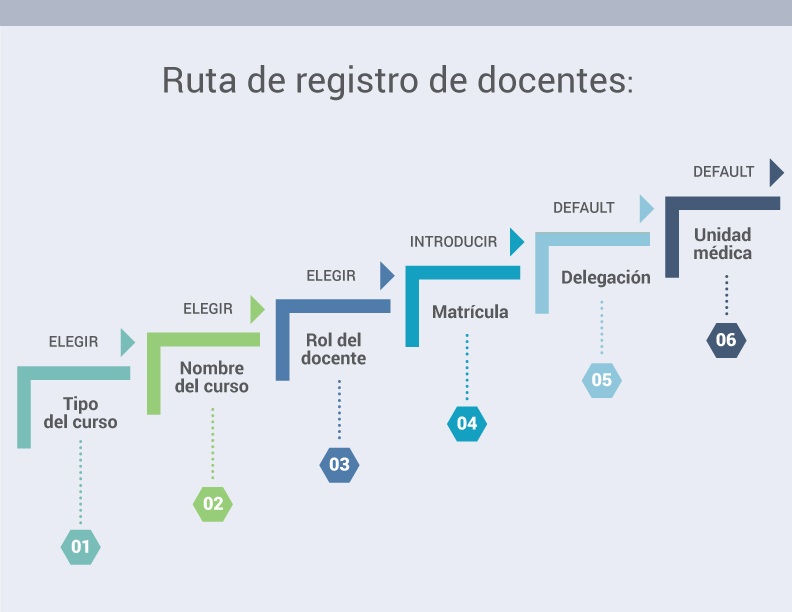 Ruta de registro de docentes:
ELEGIR
Tipo
del curso
01
ELEGIR
Nombre
del curso
02
ELEGIR
Rol del
docente
03
INTRODUCIR
Matrícula
04
DEFAULT
Delegación
05
DEFAULT
Unidad
médica
06